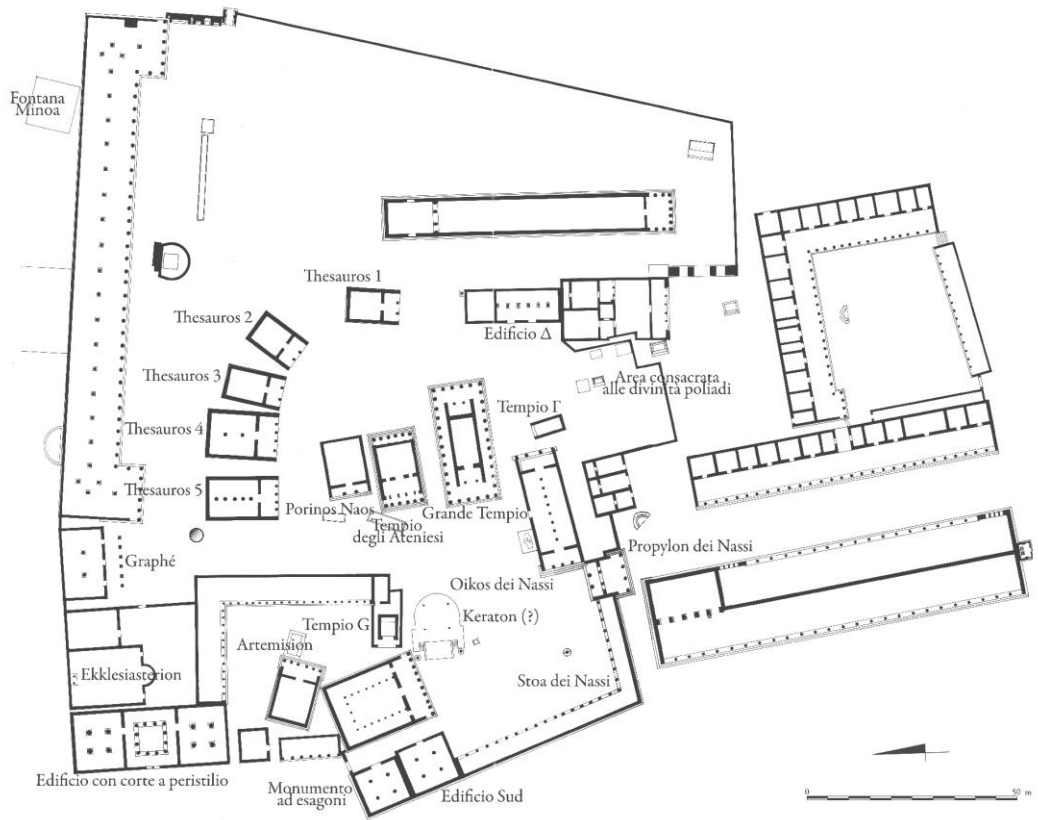 Fontana
Minoa
Thesauros 1
Thesauros 2
Edificio Δ
Thesauros 3
Area consacrata
alle divinità poliadi
Tempio Γ
Thesauros 4
Thesauros 5
Porinos Naos
Grande Tempio
Tempio
degli Ateniesi
Propylon dei Nassi
Graphé
Oikos dei Nassi
Keraton (?)
Tempio G
Artemision
Ekklesiasterion
Stoa dei Nassi
Edificio con corte a peristilio
Monumento
ad esagoni
Edificio Sud
0 50 m